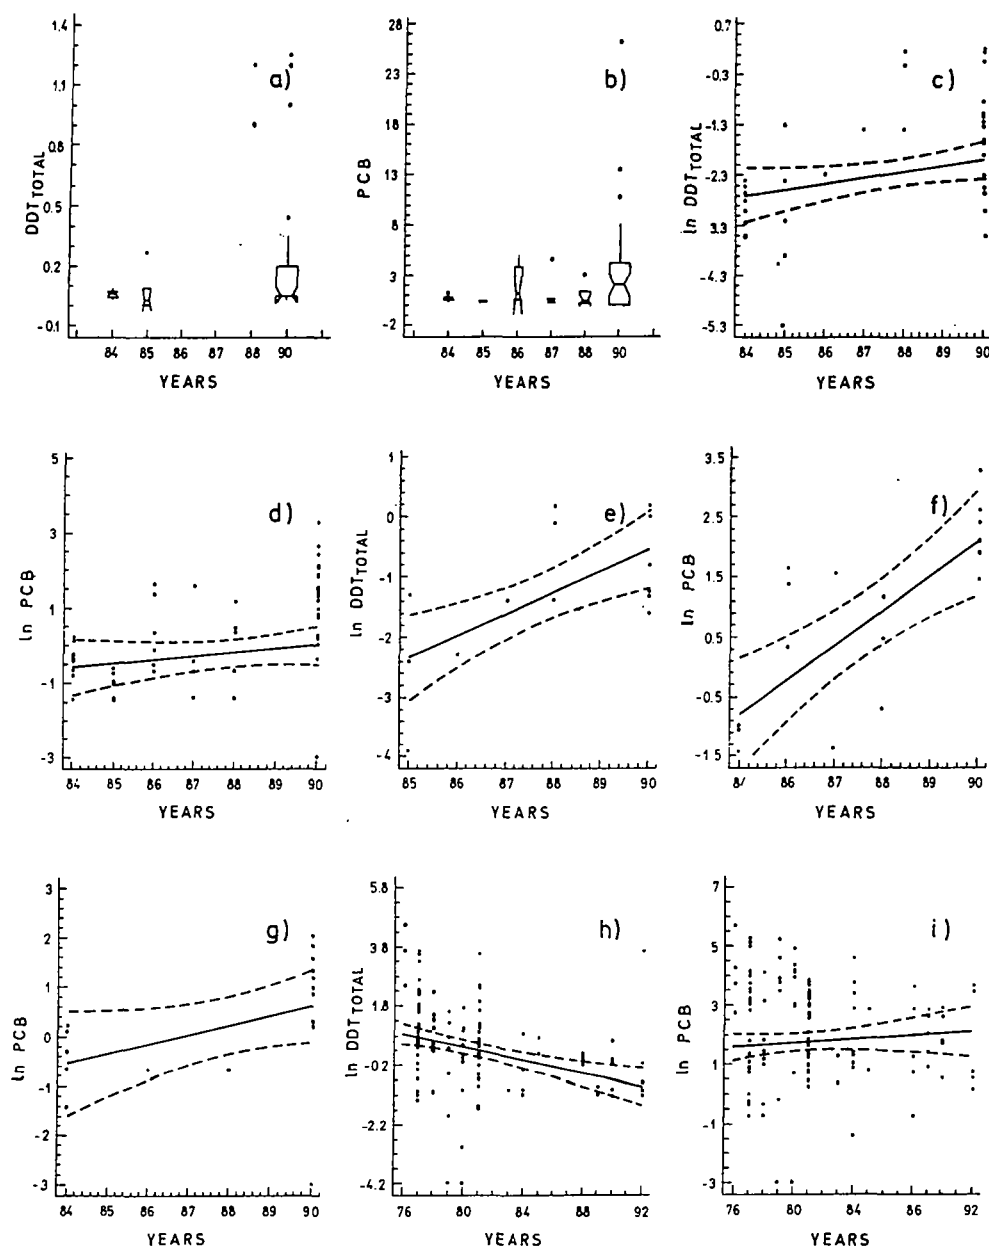 a)
DDT TOTAL
1.4
1.1
0.8
0.5
0.2
-0.1
84 85 86 87 88 90
YEARS
b)
PCB
28
23
18
13
8
3
-2
84 85 86 87 88 90
YEARS
c)
ln DDT TOTAL
0.7
-0.3
-1.3
-2.3
3.3
-4.3
-5.3
84 85 86 87 88 90
YEARS
d)
ln PCB
5
3
1
-1
-3
84 85 86 87 88 89 90
YEARS
e)
ln DDT TOTAL
1
0
-1
-2
-3
-4
85 86 87 88 89 90
YEARS
f)
ln PCB
3.5
2.5
1.5
0.5
-0.5
-1.5
86 87 88 89 90
YEARS
g)
ln PCB
3
2
1
0
-1
-2
-3
84 85 86 87 88 89 90
YEARS
h)
ln DDT TOTAL
5.8
3.8
1.8
-0.2
-2.2
-4.2
76 80 84 88 92
YEARS
i)
ln PCB
7
5
3
1
-1
-3
76 80 84 86 92
YEARS